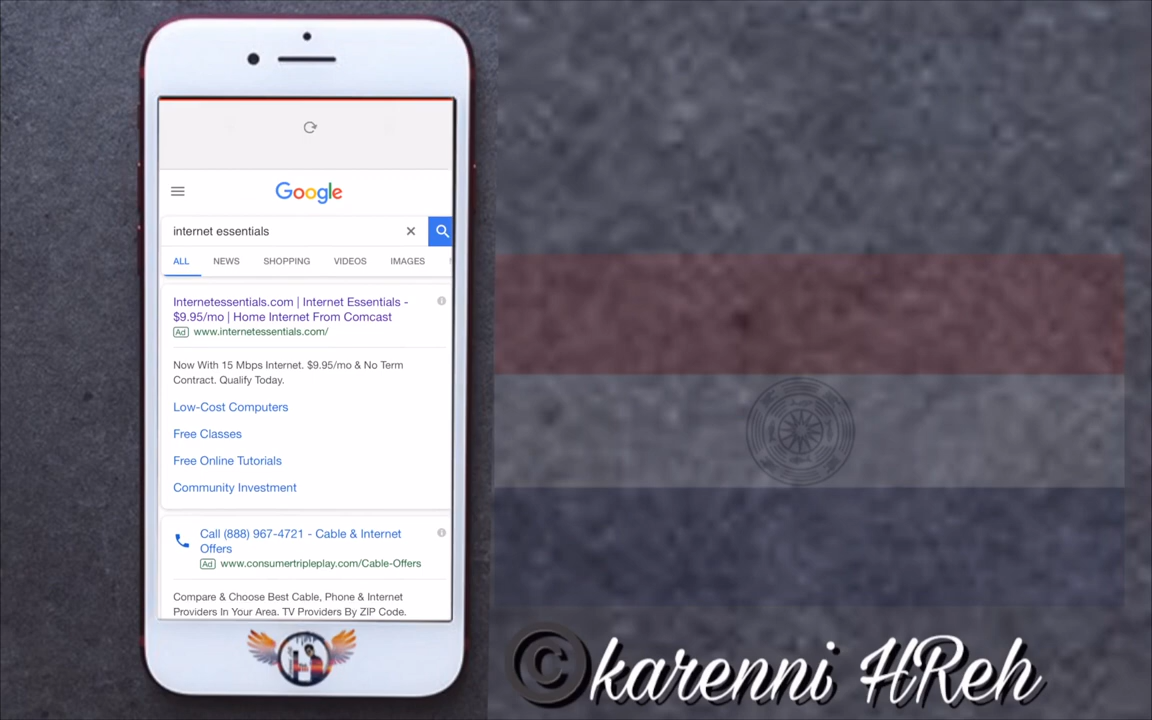 Google
internet essentials
ALL NEWS SHOPPING VIDEOS IMAGES
Internetessentials.com | Internet Essentials -
$9.95/mo | Home Internet From Comcast
Ad www.internetessentials.com/
Now With 15 Mbps Internet. $9.95/mo & No Term
Contract. Qualify Today.
Low-Cost Computers
Free Classes
Free Online Tutorials
Community Investment
Call (888) 967-4721 - Cable & Internet
Offers
Ad www.consumertripleplay.com/Cable-Offers
Compare & Choose Best Cable, Phone & Internet
Providers In Your Area. TV Providers By ZIP Code.
©karenni HReh